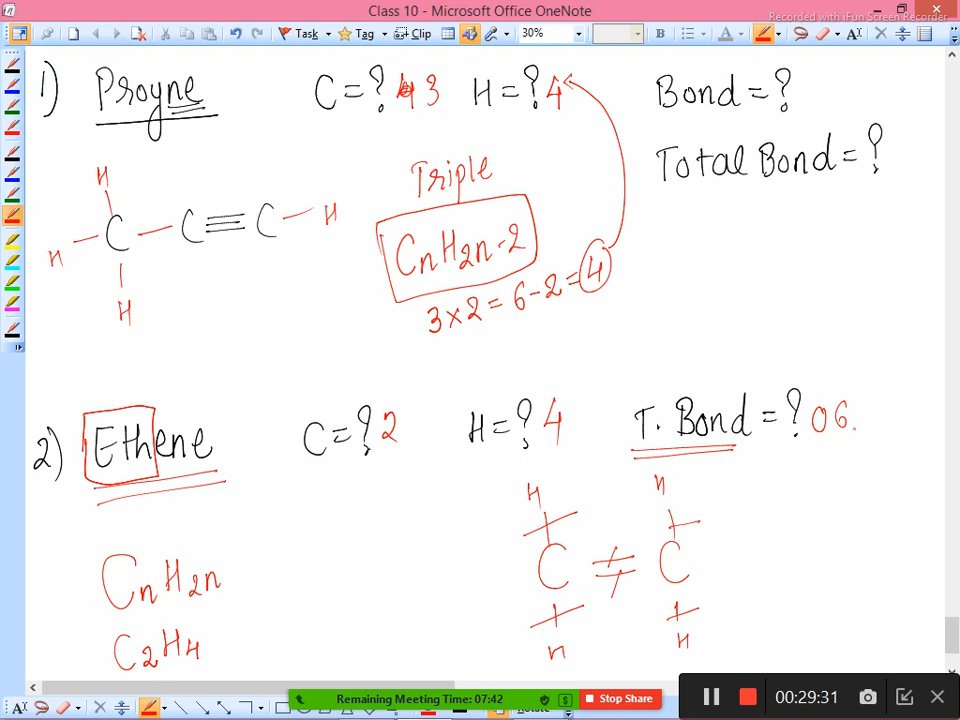 Class 10 - Microsoft Office OneNote
Recorded with iFun Screen Recorder
Task Tag Clip 30% B
1) Proyne C = ? 4 3 H = ? 4 Bond = ?
Total Bond = ?
Triple
H
H C C ≡ C H
H
CnH2n-2
3 × 2 = 6 - 2 = 4
2) Ethene C = ? 2 H = ? 4 T. Bond = ? 06.
H H
CnH2n C = C
C2H4 H H
Remaining Meeting Time: 07:42 Stop Share
00:29:31